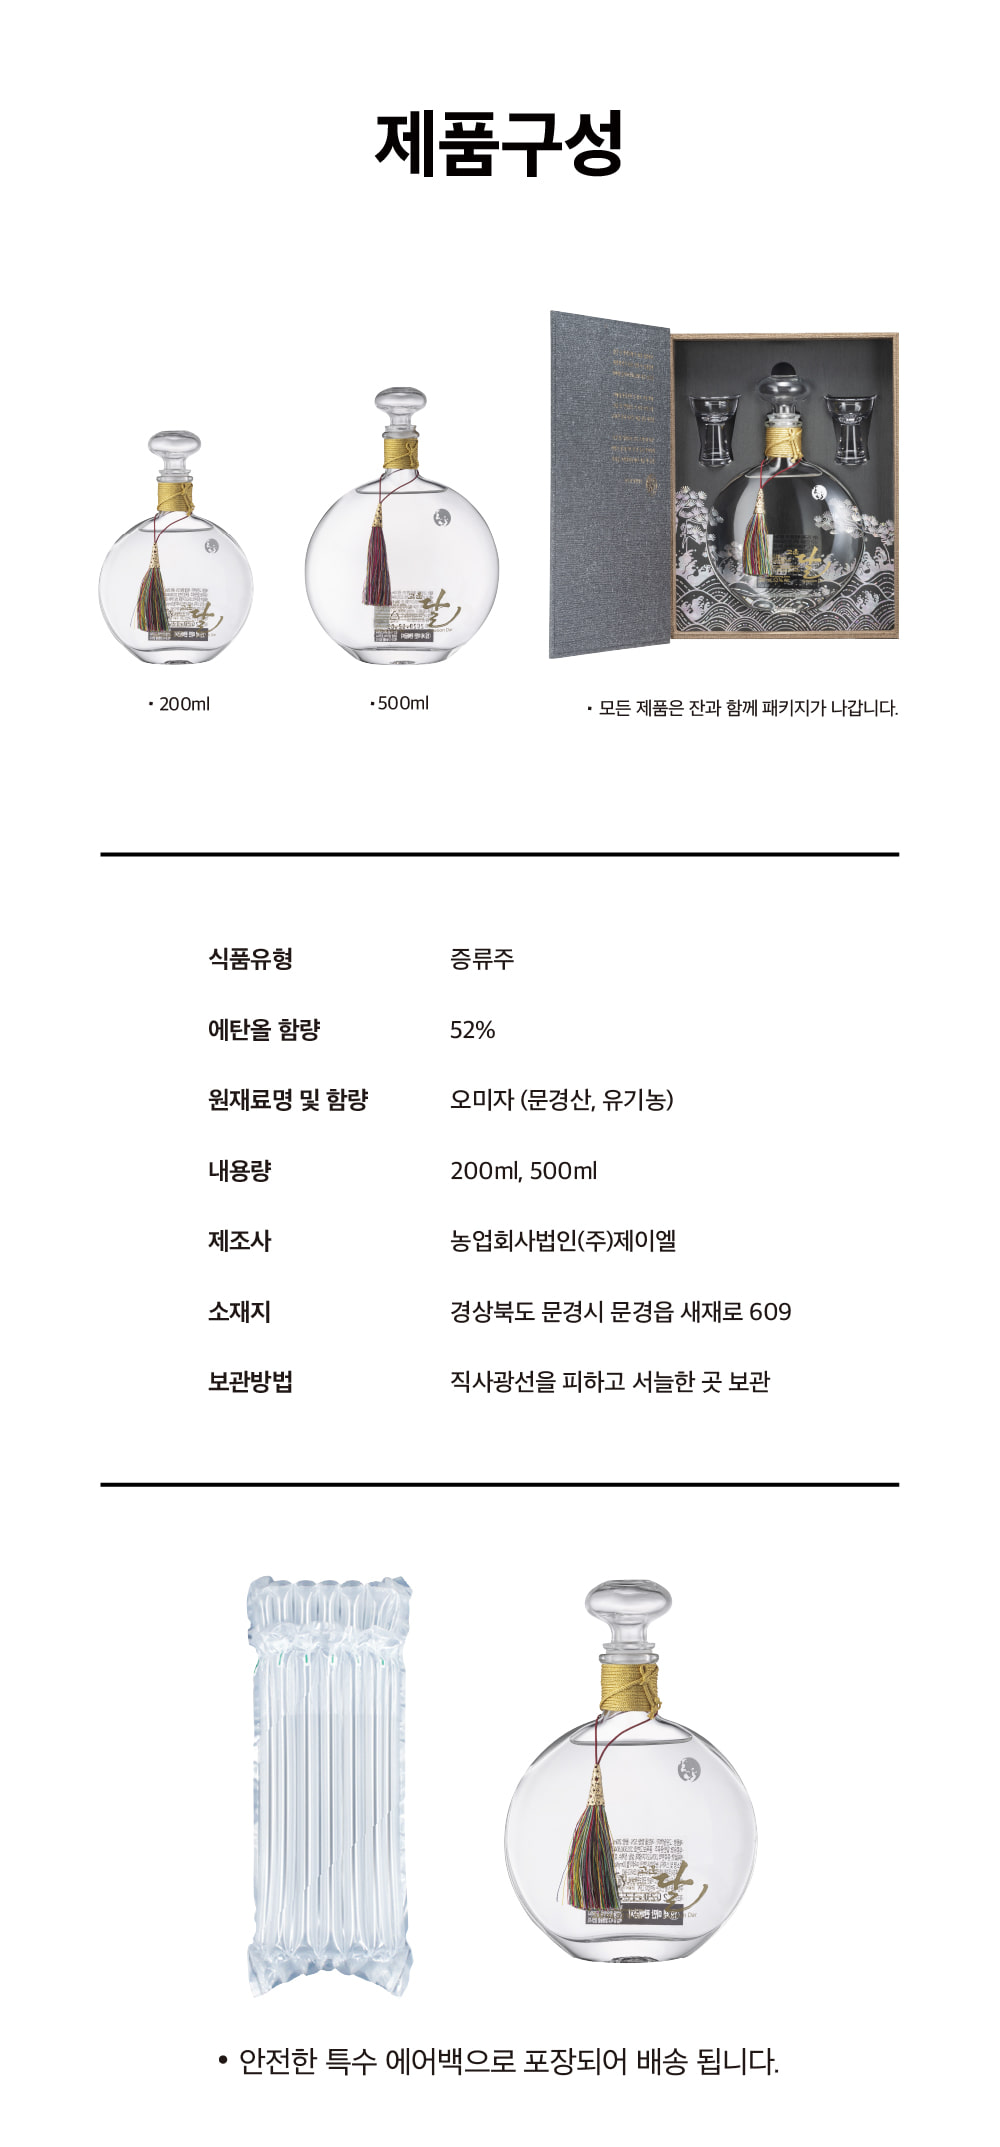 제품구성
고운
달
· 200ml
· 500ml
· 모든 제품은 잔과 함께 패키지가 나갑니다.
식품유형 증류주
에탄올 함량 52%
원재료명 및 함량 오미자 (문경산, 유기농)
내용량 200ml, 500ml
제조사 농업회사법인(주)제이엘
소재지 경상북도 문경시 문경읍 새재로 609
보관방법 직사광선을 피하고 서늘한 곳 보관
고운
달
• 안전한 특수 에어백으로 포장되어 배송 됩니다.